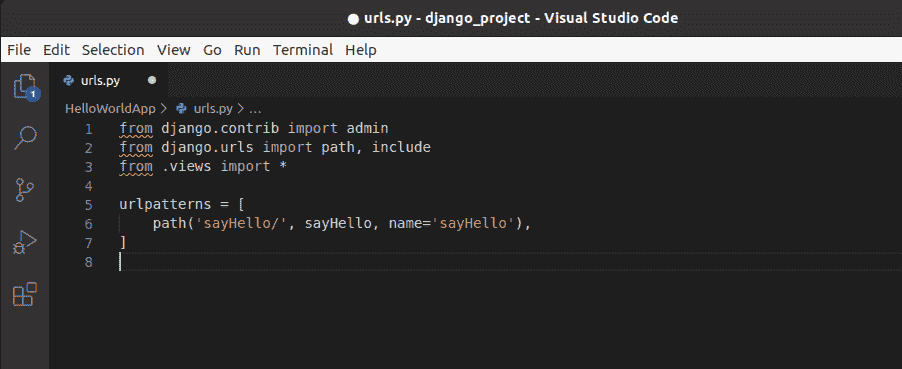 ● urls.py - django_project - Visual Studio Code
File Edit Selection View Go Run Terminal Help
1
urls.py ●
HelloWorldApp > urls.py > ...
1 from django.contrib import admin
2 from django.urls import path, include
3 from .views import *
4
5 urlpatterns = [
6     path('sayHello/', sayHello, name='sayHello'),
7 ]
8